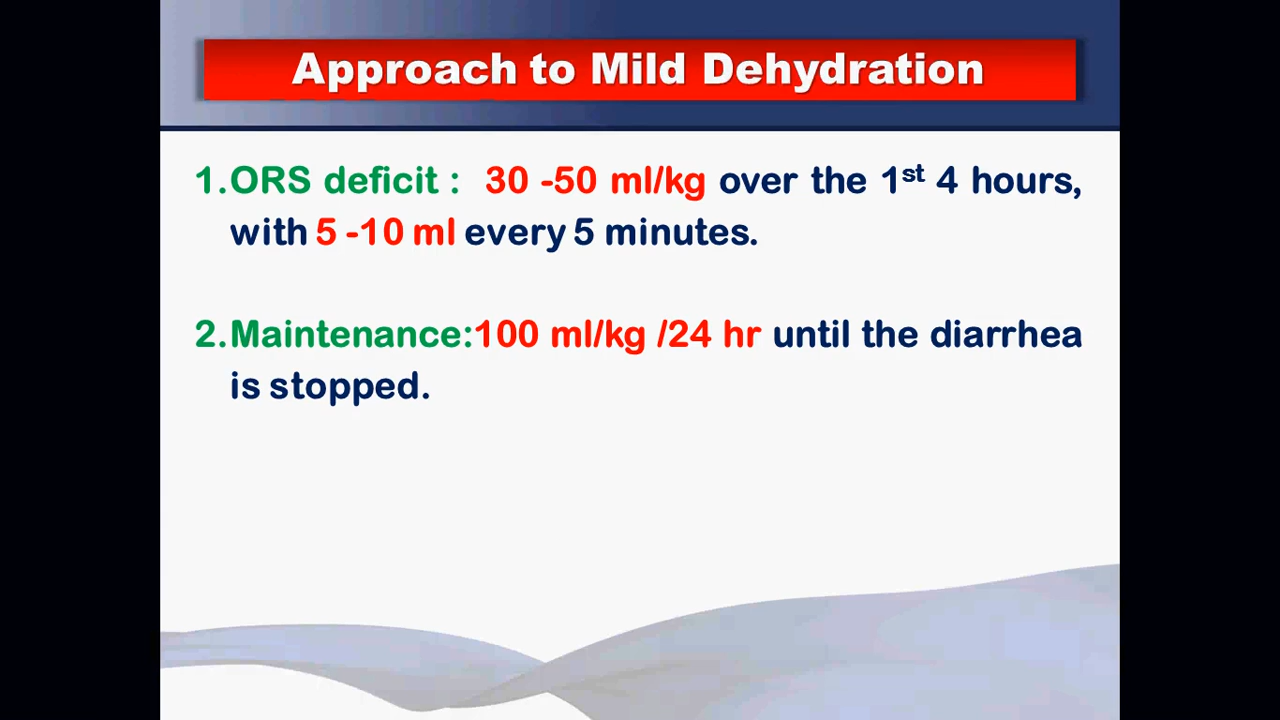 Approach to Mild Dehydration
1.ORS deficit : 30 -50 ml/kg over the 1st 4 hours,
with 5 -10 ml every 5 minutes.
2.Maintenance:100 ml/kg /24 hr until the diarrhea
is stopped.